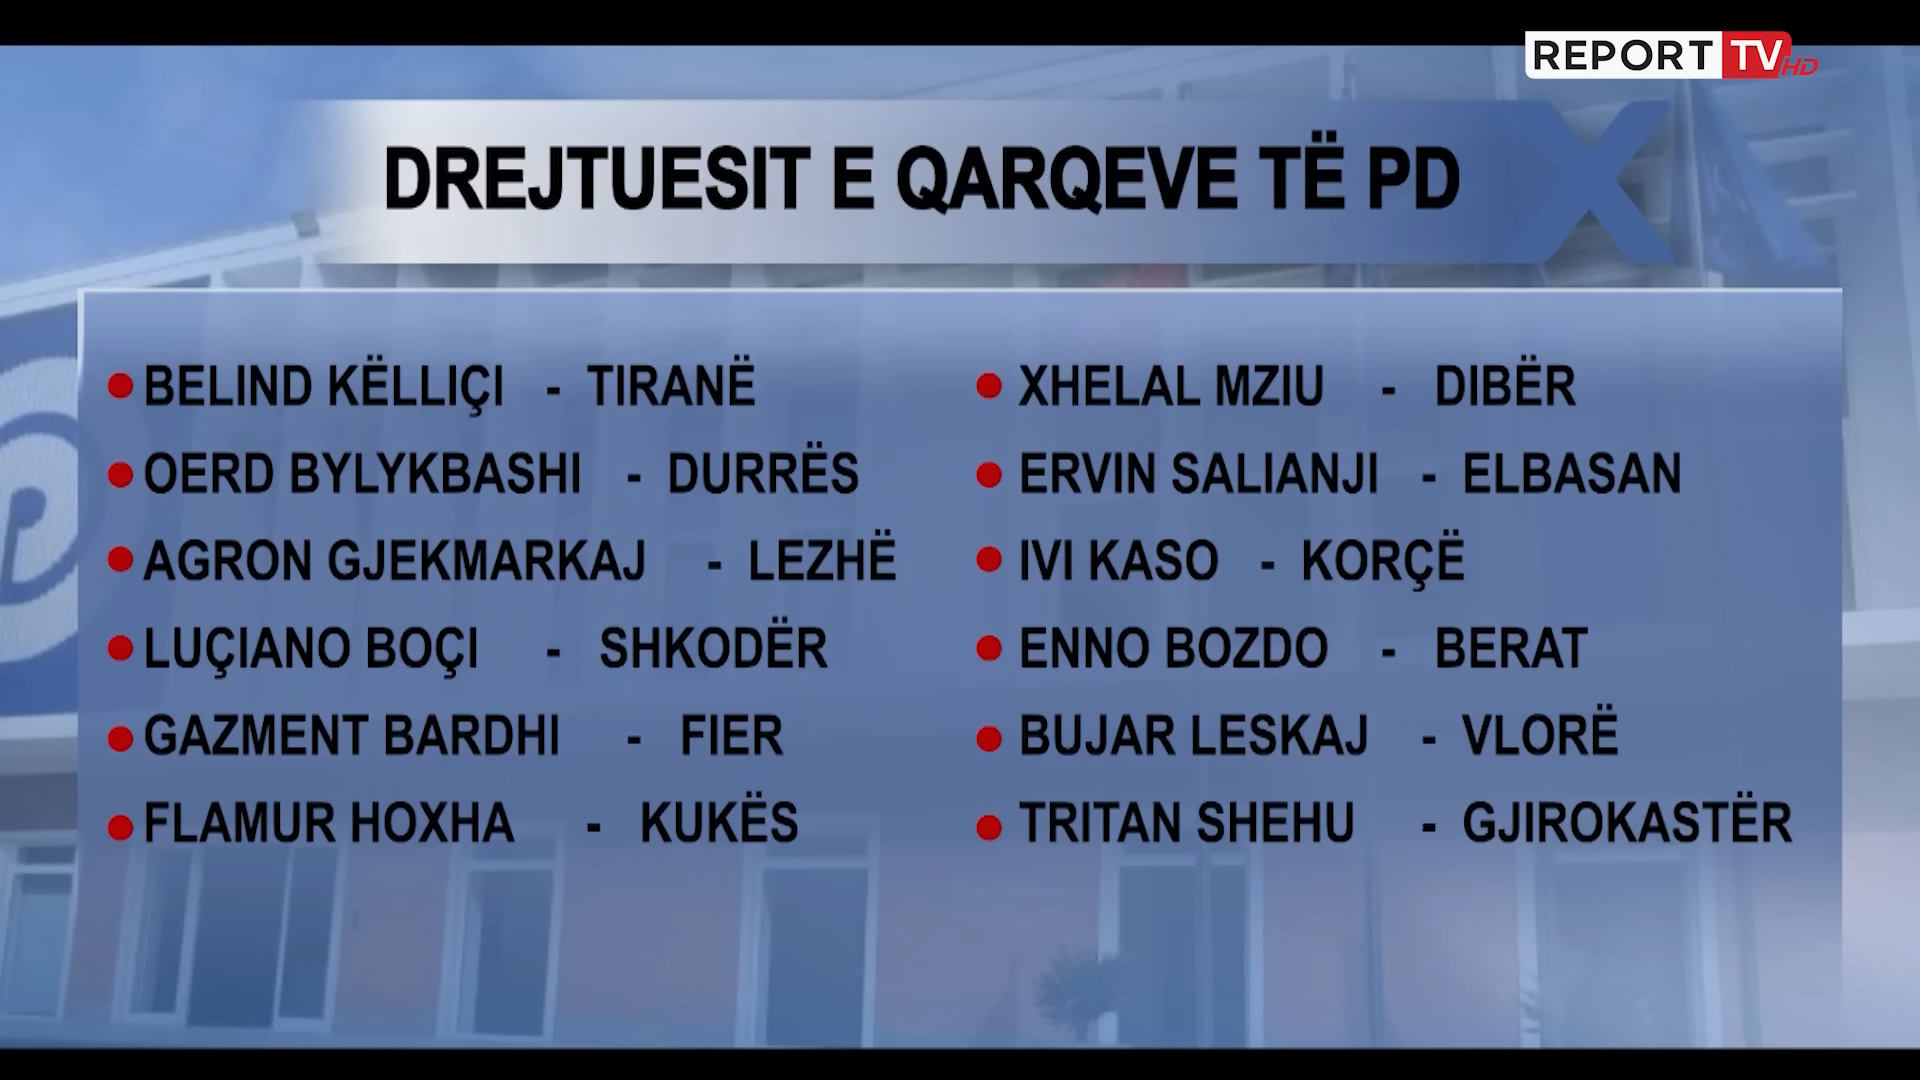 REPORT TV HD
DREJTUESIT E QARQEVE TË PD
BELIND KËLLIÇI - TIRANË
OERD BYLYKBASHI - DURRËS
AGRON GJEKMARKAJ - LEZHË
LUÇIANO BOÇI - SHKODËR
GAZMENT BARDHI - FIER
FLAMUR HOXHA - KUKËS
XHELAL MZIU - DIBËR
ERVIN SALIANJI - ELBASAN
IVI KASO - KORÇË
ENNO BOZDO - BERAT
BUJAR LESKAJ - VLORË
TRITAN SHEHU - GJIROKASTËR